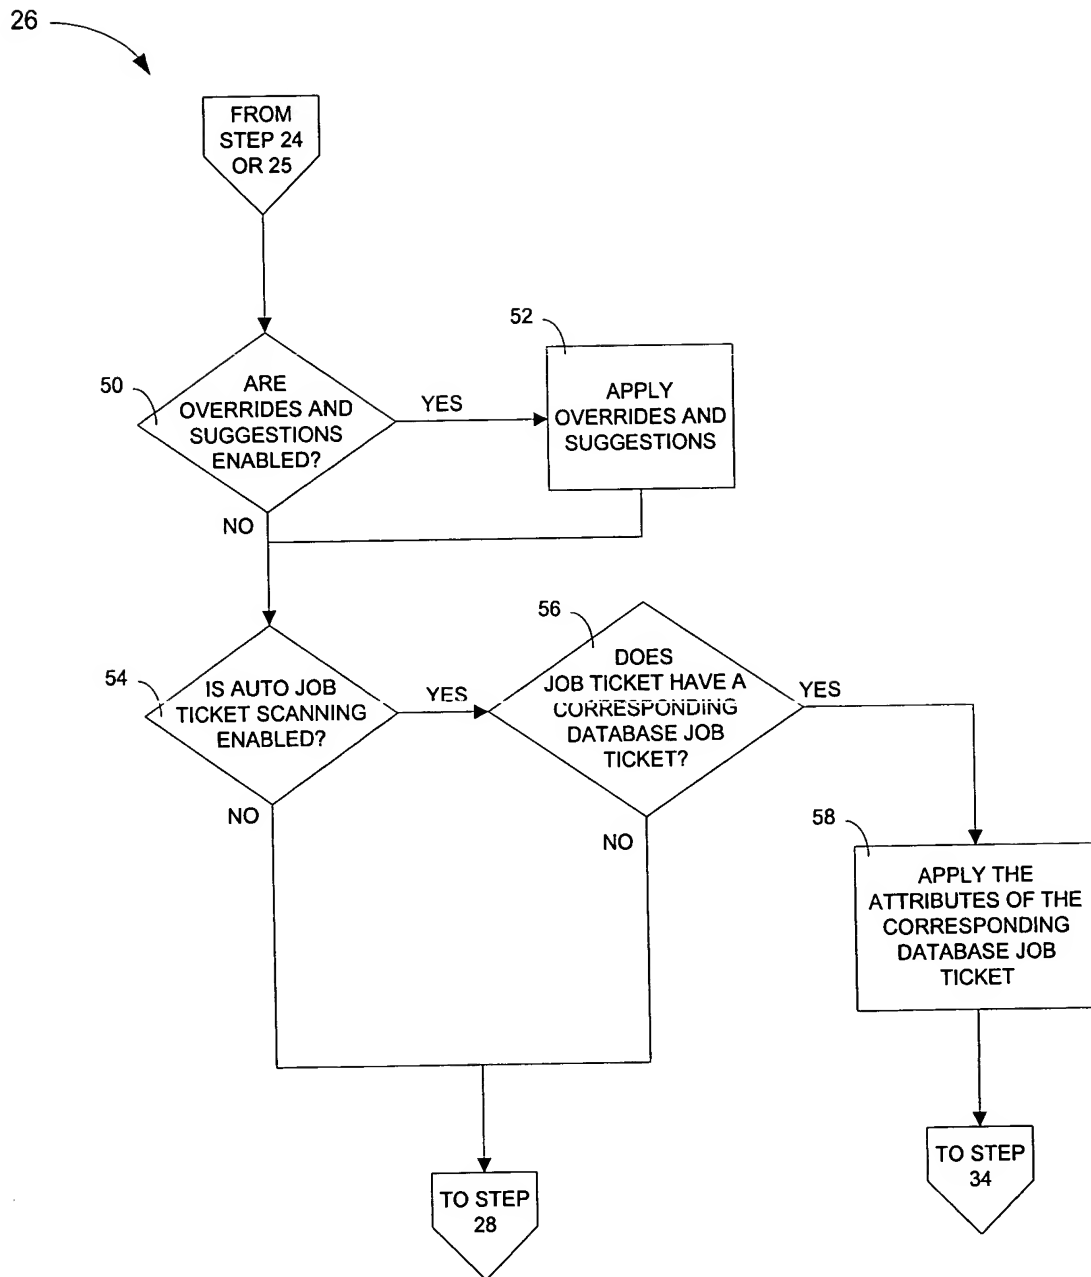 26
FROM
STEP 24
OR 25
50
ARE
OVERRIDES AND
SUGGESTIONS
ENABLED?
YES
52
APPLY
OVERRIDES AND
SUGGESTIONS
NO
54
IS AUTO JOB
TICKET SCANNING
ENABLED?
YES
56
DOES
JOB TICKET HAVE A
CORRESPONDING
DATABASE JOB
TICKET?
YES
NO
NO
58
APPLY THE
ATTRIBUTES OF THE
CORRESPONDING
DATABASE JOB
TICKET
TO STEP
34
TO STEP
28